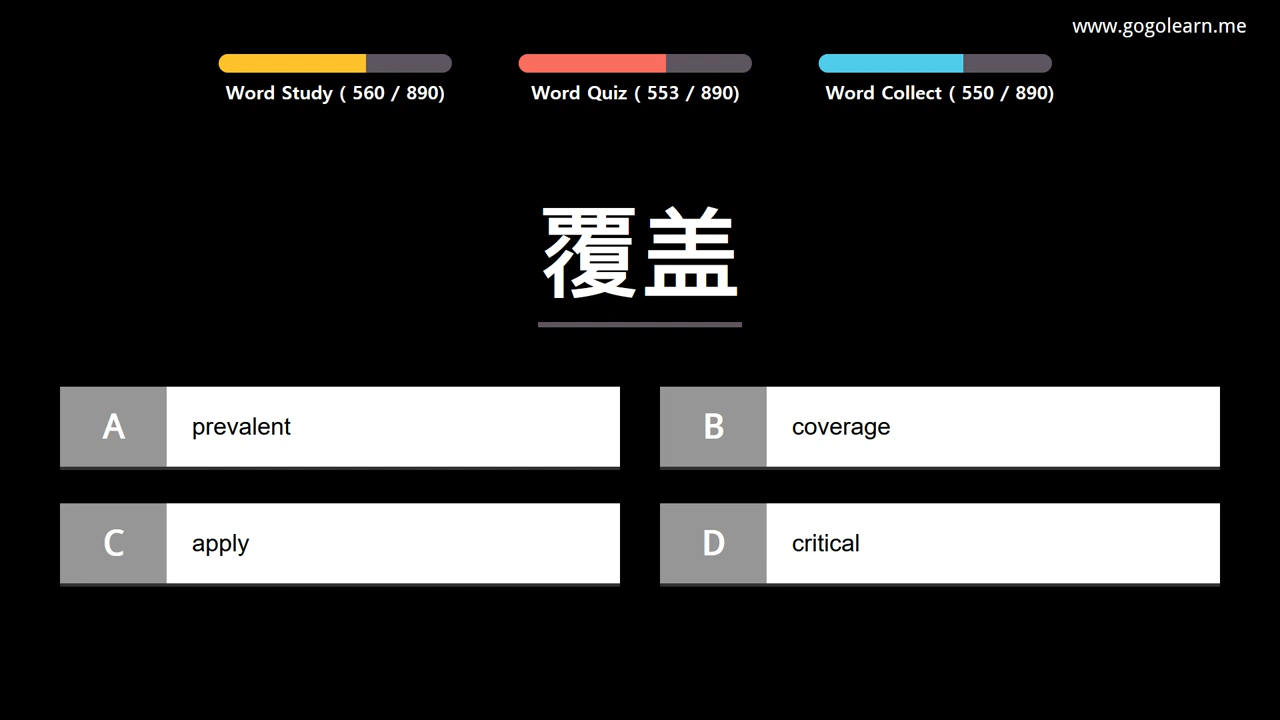 www.gogolearn.me
Word Study ( 560 / 890)
Word Quiz ( 553 / 890)
Word Collect ( 550 / 890)
覆盖
A prevalent
B coverage
C apply
D critical